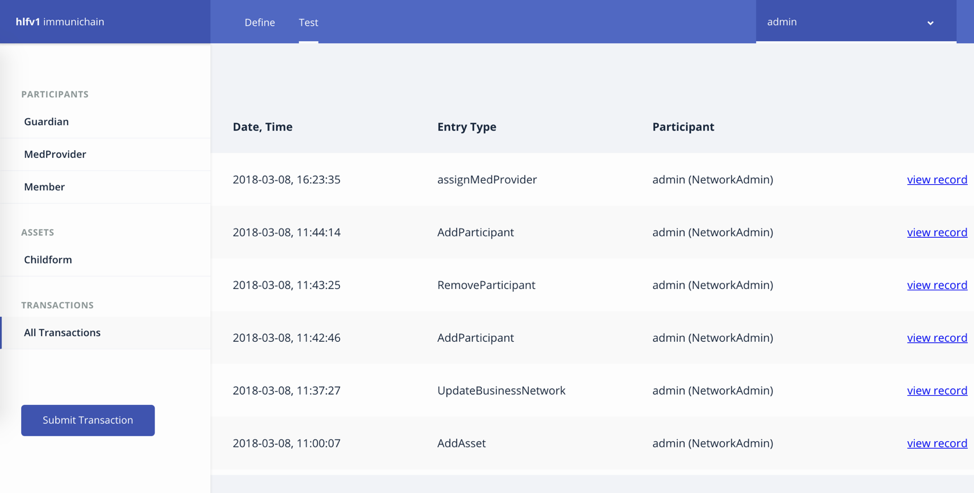 hlfv1 immunichain
Define
Test
admin
PARTICIPANTS
Guardian
MedProvider
Member
ASSETS
Childform
TRANSACTIONS
All Transactions
Submit Transaction
Date, Time Entry Type Participant
2018-03-08, 16:23:35 assignMedProvider admin (NetworkAdmin) view record
2018-03-08, 11:44:14 AddParticipant admin (NetworkAdmin) view record
2018-03-08, 11:43:25 RemoveParticipant admin (NetworkAdmin) view record
2018-03-08, 11:42:46 AddParticipant admin (NetworkAdmin) view record
2018-03-08, 11:37:27 UpdateBusinessNetwork admin (NetworkAdmin) view record
2018-03-08, 11:00:07 AddAsset admin (NetworkAdmin) view record